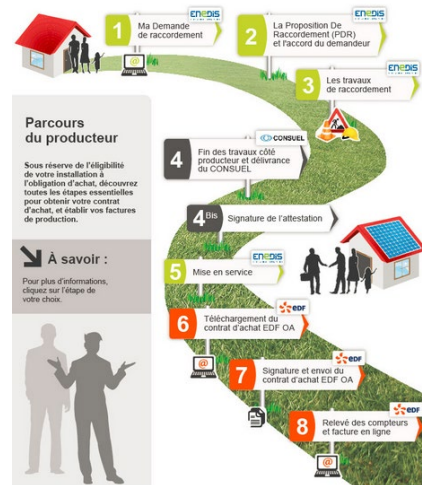 ENEDIS
1
Ma Demande
de raccordement
ENEDIS
2
La Proposition De
Raccordement (PDR)
et l'accord du demandeur
ENEDIS
3
Les travaux
de raccordement
Parcours
du producteur
Sous réserve de l'éligibilité
de votre installation à
l'obligation d'achat, découvrez
toutes les étapes essentielles
pour obtenir votre contrat
d'achat, et établir vos factures
de production.
À savoir :
Pour plus d'informations,
cliquez sur l'étape de
votre choix.
CONSUEL
4
Fin des travaux côté
producteur et délivrance
du CONSUEL
4 Bis
Signature de l'attestation
ENEDIS
5
Mise en service
EDF
6
Téléchargement du
contrat d'achat EDF OA
@
EDF
7
Signature et envoi du
contrat d'achat EDF OA
EDF
8
Relevé des compteurs
et facture en ligne
@